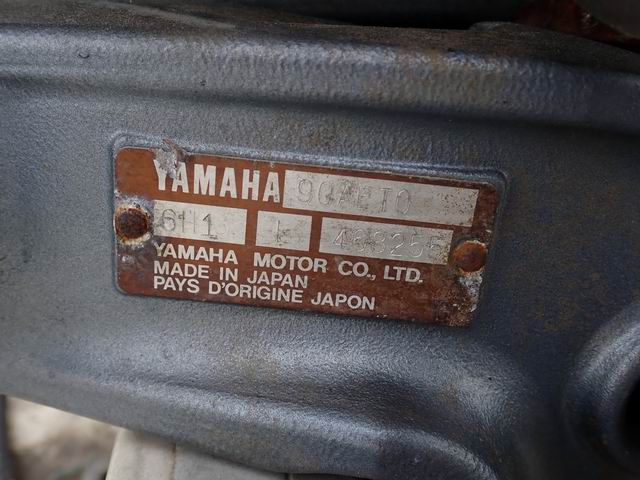 YAMAHA 90AETO
6H1 L
YAMAHA MOTOR CO., LTD.
MADE IN JAPAN
PAYS D'ORIGINE JAPON